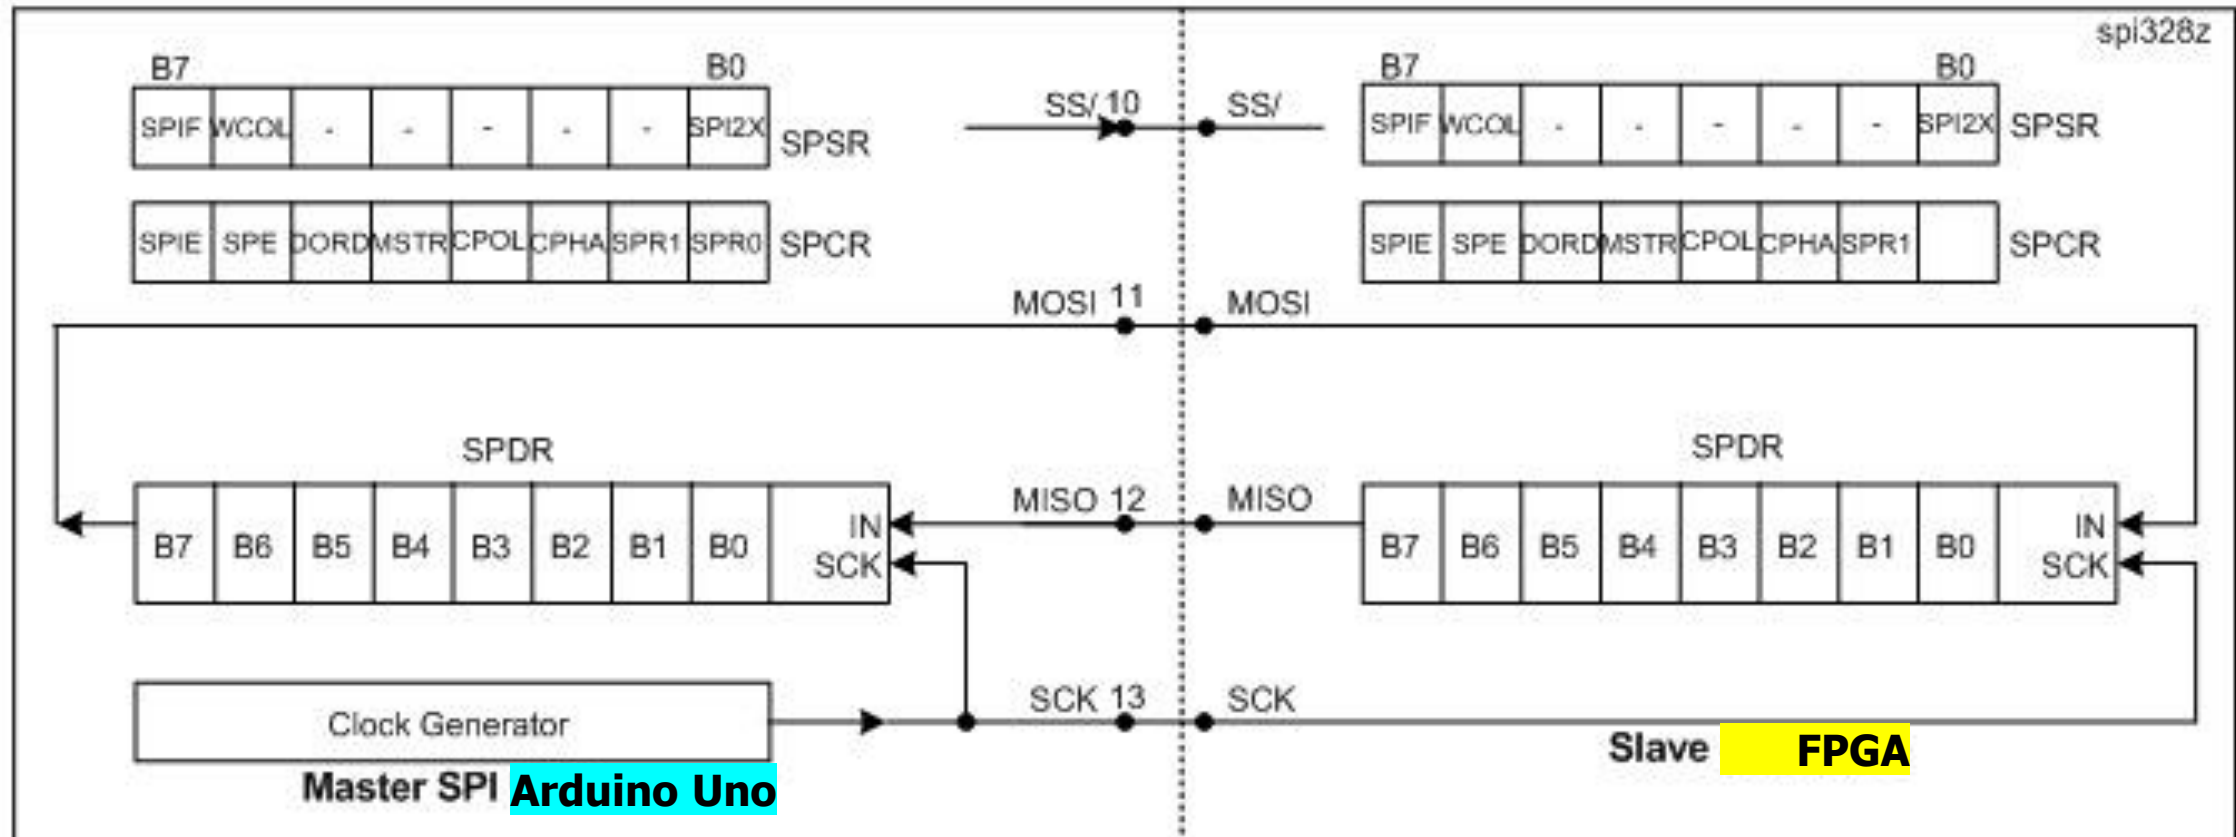 spi328z
B7 B0 B7 B0
SS/ 10 SS/
SPIF WCOL - - - - - SPI2X SPSR SPIF WCOL - - - - - SPI2X SPSR
SPIE SPE DORD MSTR CPOL CPHA SPR1 SPR0 SPCR SPIE SPE DORD MSTR CPOL CPHA SPR1 SPCR
MOSI 11 MOSI
SPDR SPDR
MISO 12 MISO
IN IN
B7 B6 B5 B4 B3 B2 B1 B0 B7 B6 B5 B4 B3 B2 B1 B0
SCK SCK
SCK 13 SCK
Clock Generator
Slave FPGA
Master SPI Arduino Uno